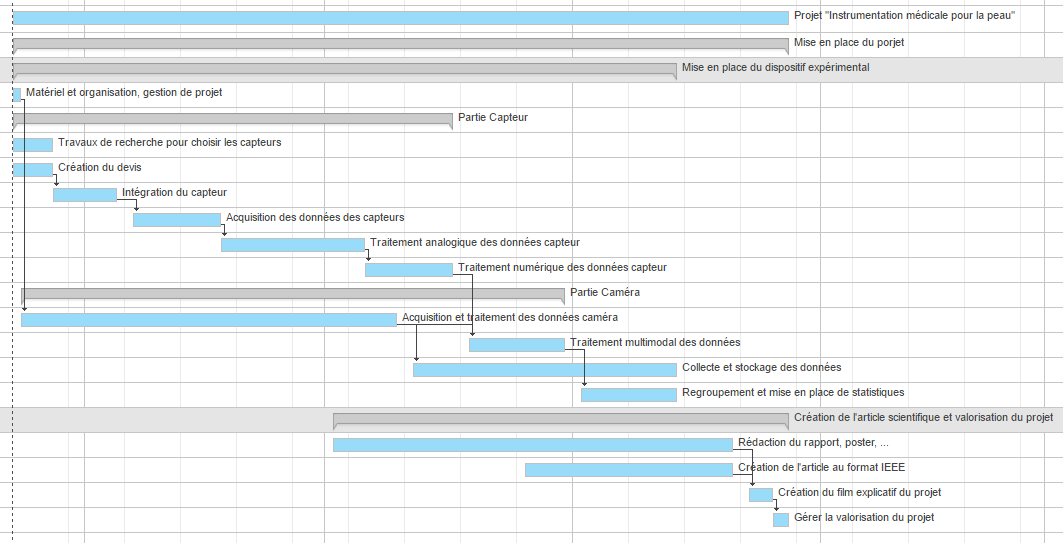 Projet "Instrumentation médicale pour la peau"
Mise en place du porjet
Mise en place du dispositif expérimental
Matériel et organisation, gestion de projet
Partie Capteur
Travaux de recherche pour choisir les capteurs
Création du devis
Intégration du capteur
Acquisition des données des capteurs
Traitement analogique des données capteur
Traitement numérique des données capteur
Partie Caméra
Acquisition et traitement des données caméra
Traitement multimodal des données
Collecte et stockage des données
Regroupement et mise en place de statistiques
Création de l'article scientifique et valorisation du projet
Rédaction du rapport, poster, ...
Création de l'article au format IEEE
Création du film explicatif du projet
Gérer la valorisation du projet